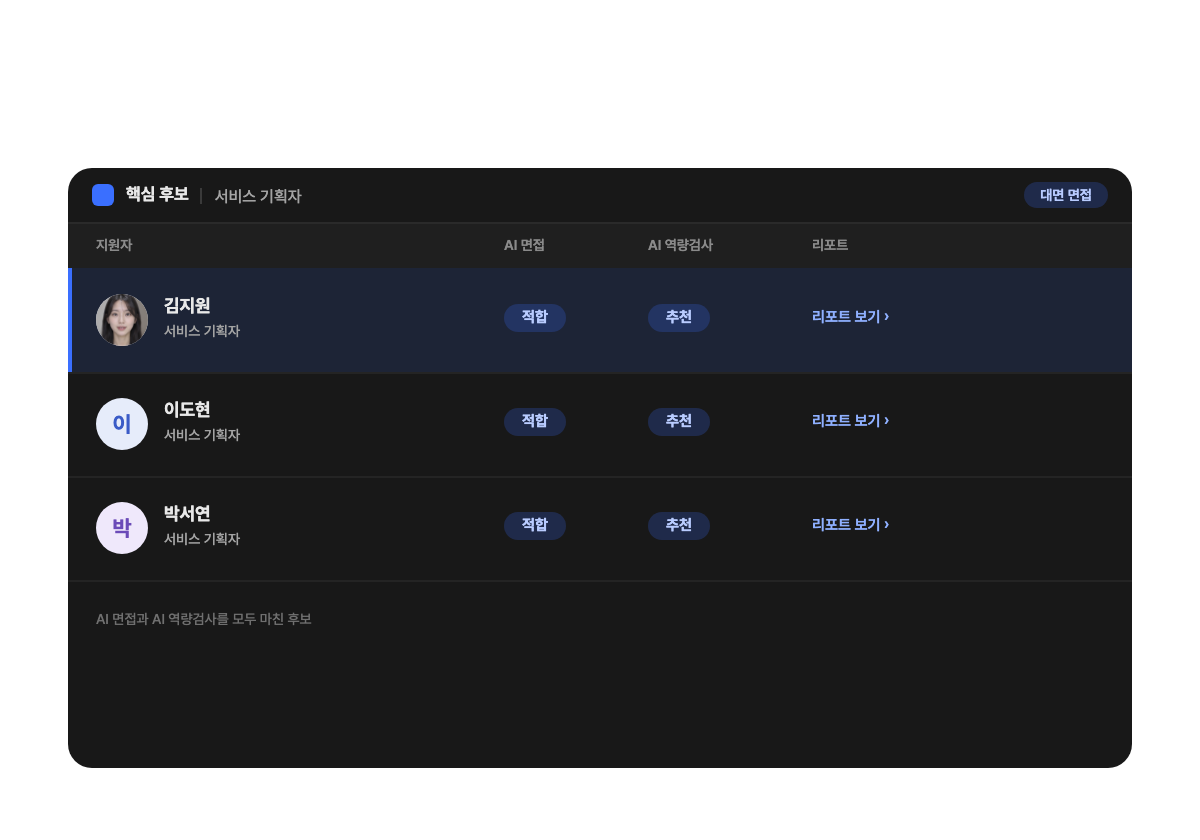 핵심 후보 | 서비스 기획자 대면 면접
지원자 AI 면접 AI 역량검사 리포트
김지원
서비스 기획자
적합 추천 리포트 보기 ›
이
이도현
서비스 기획자
적합 추천 리포트 보기 ›
박
박서연
서비스 기획자
적합 추천 리포트 보기 ›
AI 면접과 AI 역량검사를 모두 마친 후보